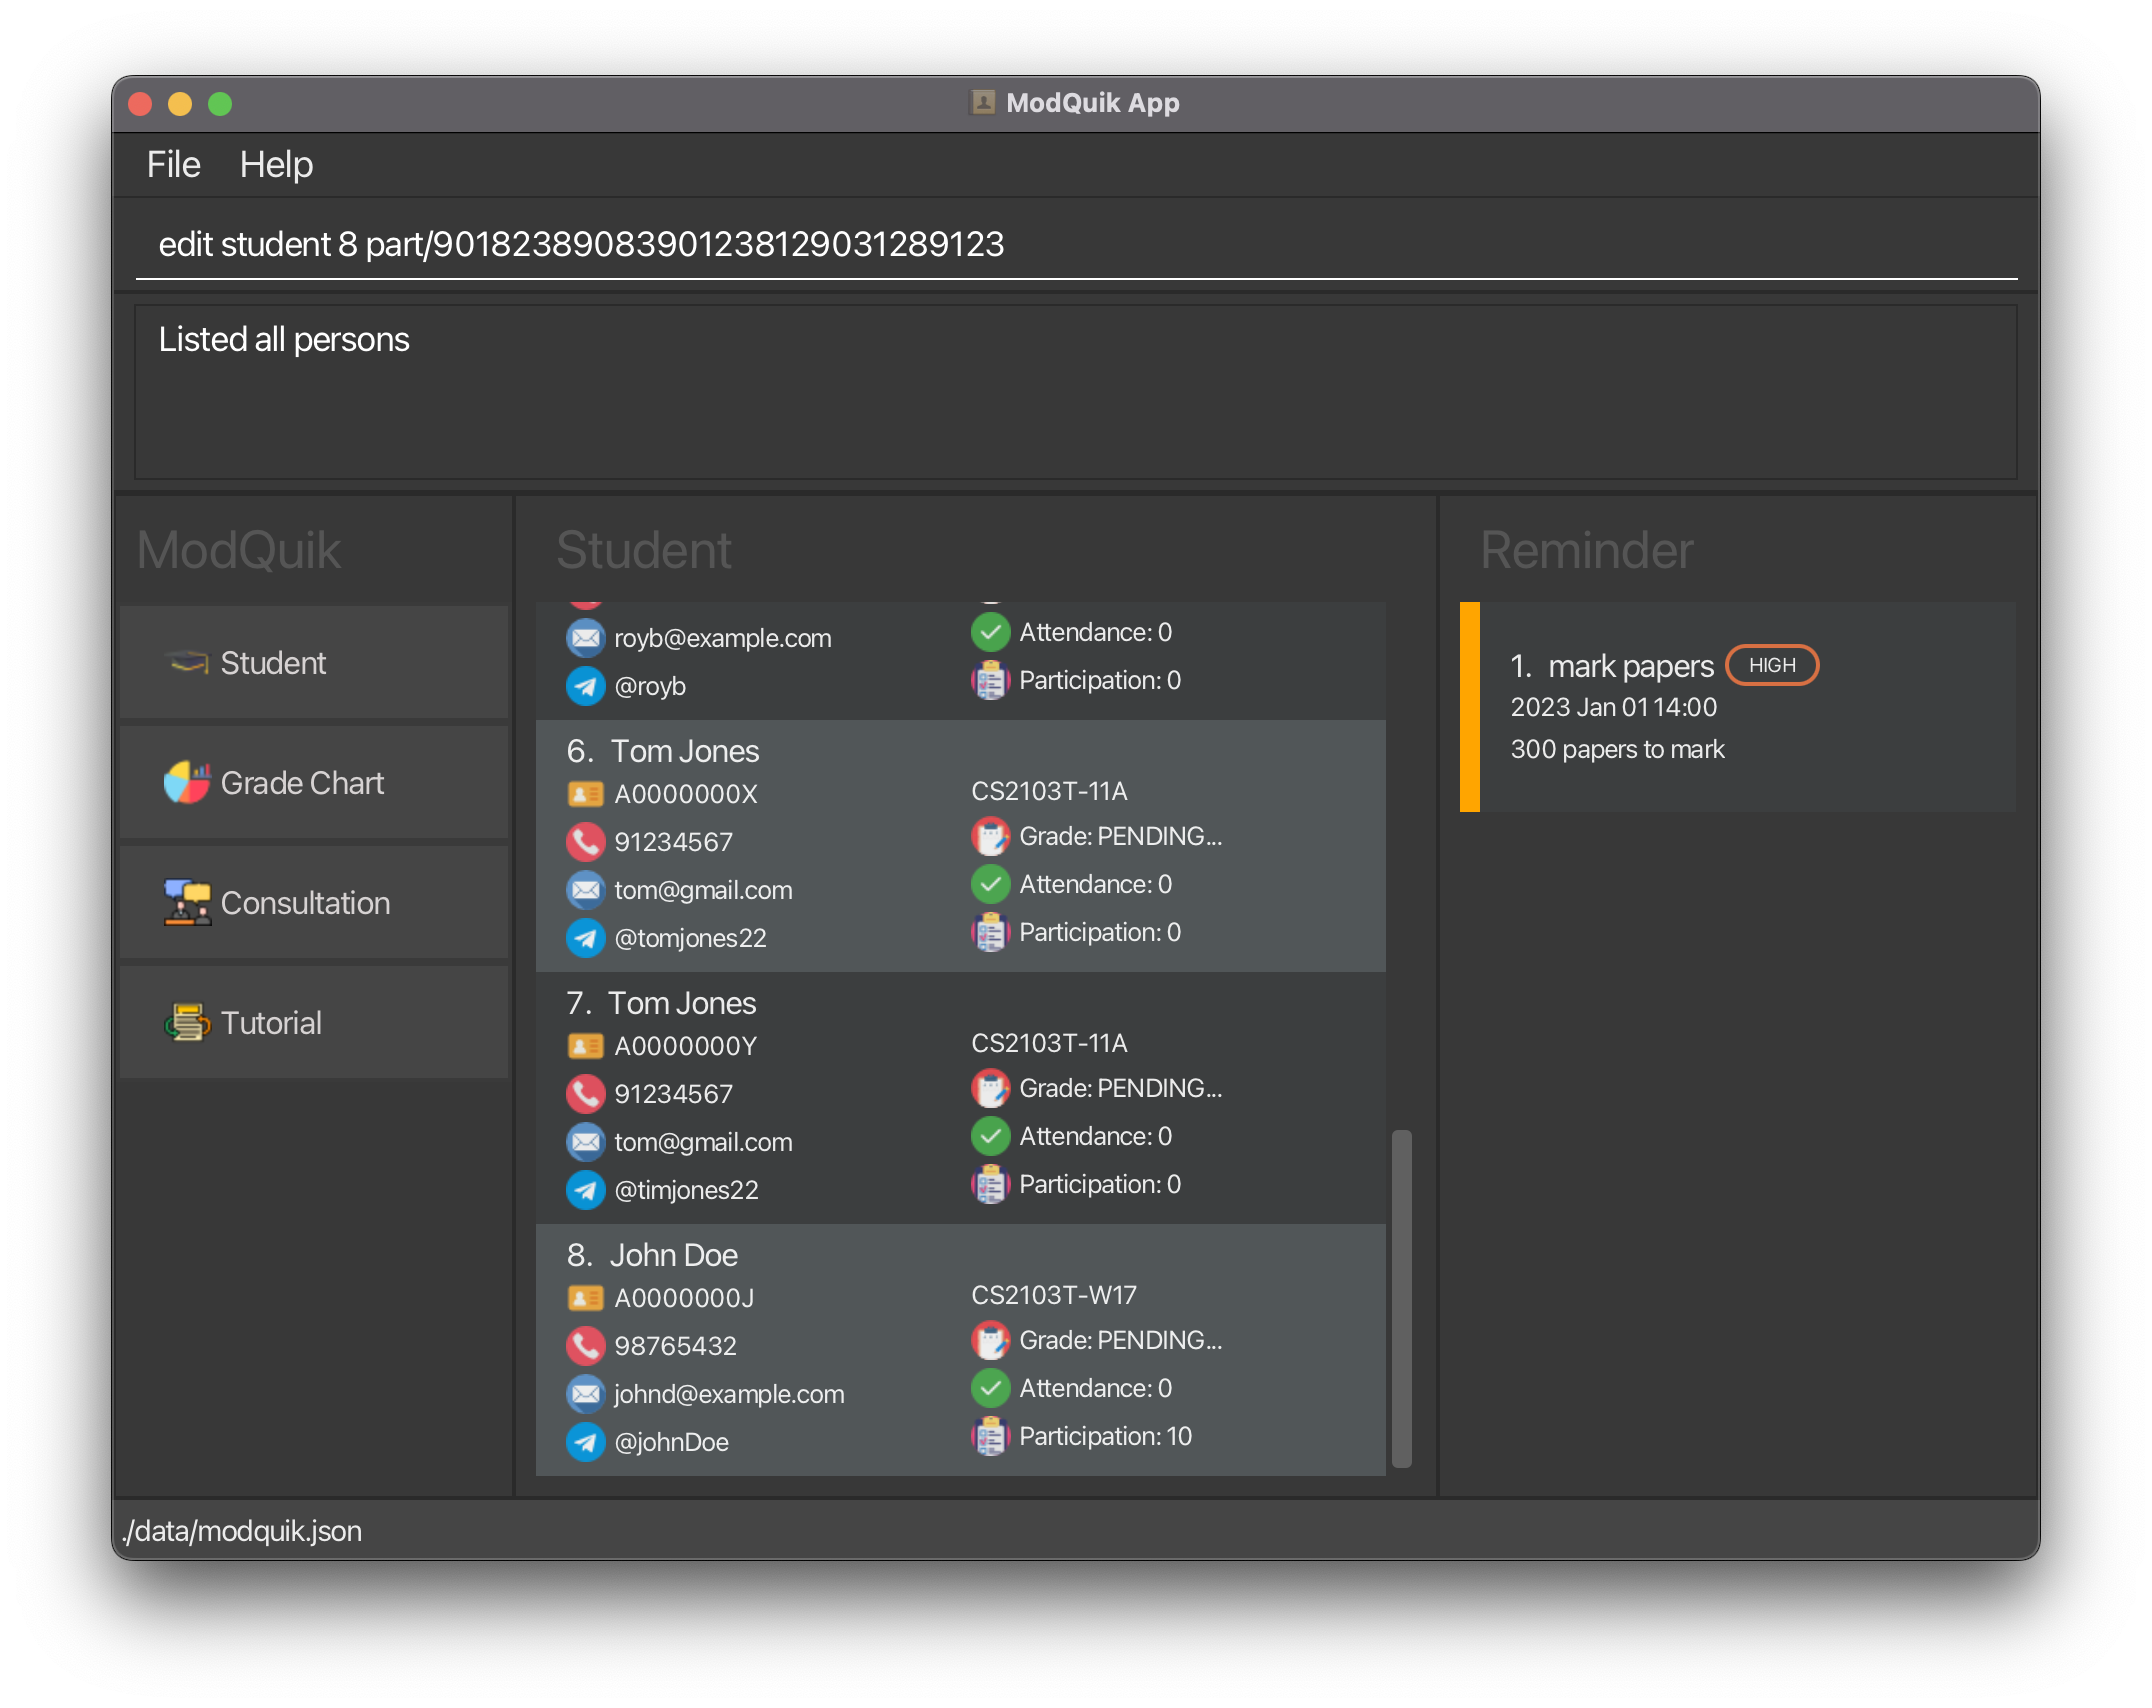 ModQuik App
File Help
edit student 8 part/901823890839012381290312891​23
Listed all persons
ModQuik
Student
Grade Chart
Consultation
Tutorial
Student
royb@example.com
@royb
Attendance: 0
Participation: 0
6. Tom Jones
A0000000X
91234567
tom@gmail.com
@tomjones22
CS2103T-11A
Grade: PENDING...
Attendance: 0
Participation: 0
7. Tom Jones
A0000000Y
91234567
tom@gmail.com
@timjones22
CS2103T-11A
Grade: PENDING...
Attendance: 0
Participation: 0
8. John Doe
A0000000J
98765432
johnd@example.com
@johnDoe
CS2103T-W17
Grade: PENDING...
Attendance: 0
Participation: 10
Reminder
1. mark papers HIGH
2023 Jan 01 14:00
300 papers to mark
./data/modquik.json